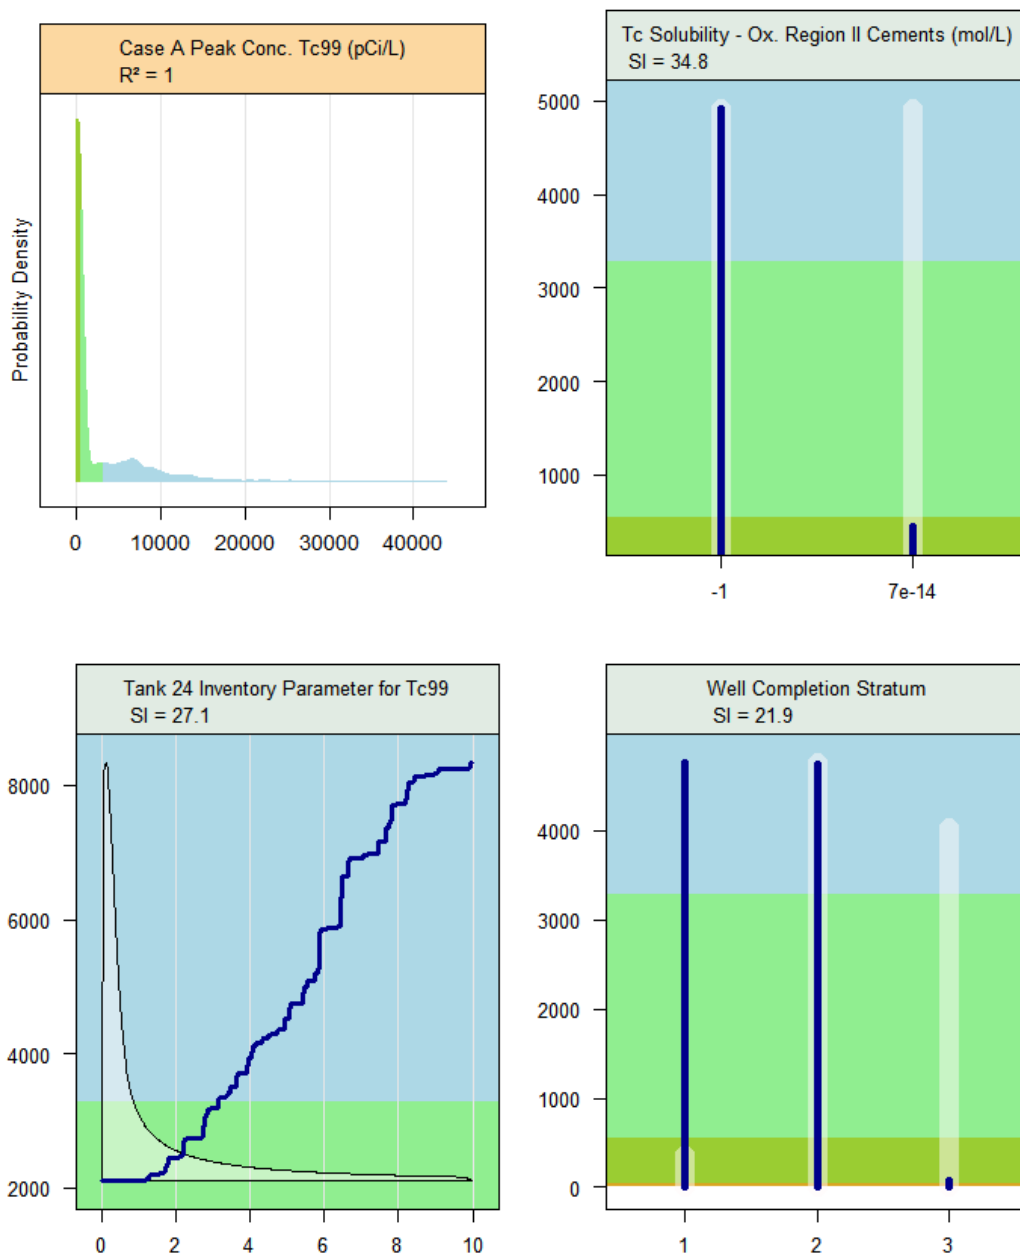 Case A Peak Conc. Tc99 (pCi/L)
R² = 1
Probability Density
0 10000 20000 30000 40000
Tc Solubility - Ox. Region II Cements (mol/L)
SI = 34.8
5000
4000
3000
2000
1000
-1 7e-14
Tank 24 Inventory Parameter for Tc99
SI = 27.1
8000
6000
4000
2000
0 2 4 6 8 10
Well Completion Stratum
SI = 21.9
4000
3000
2000
1000
0
1 2 3